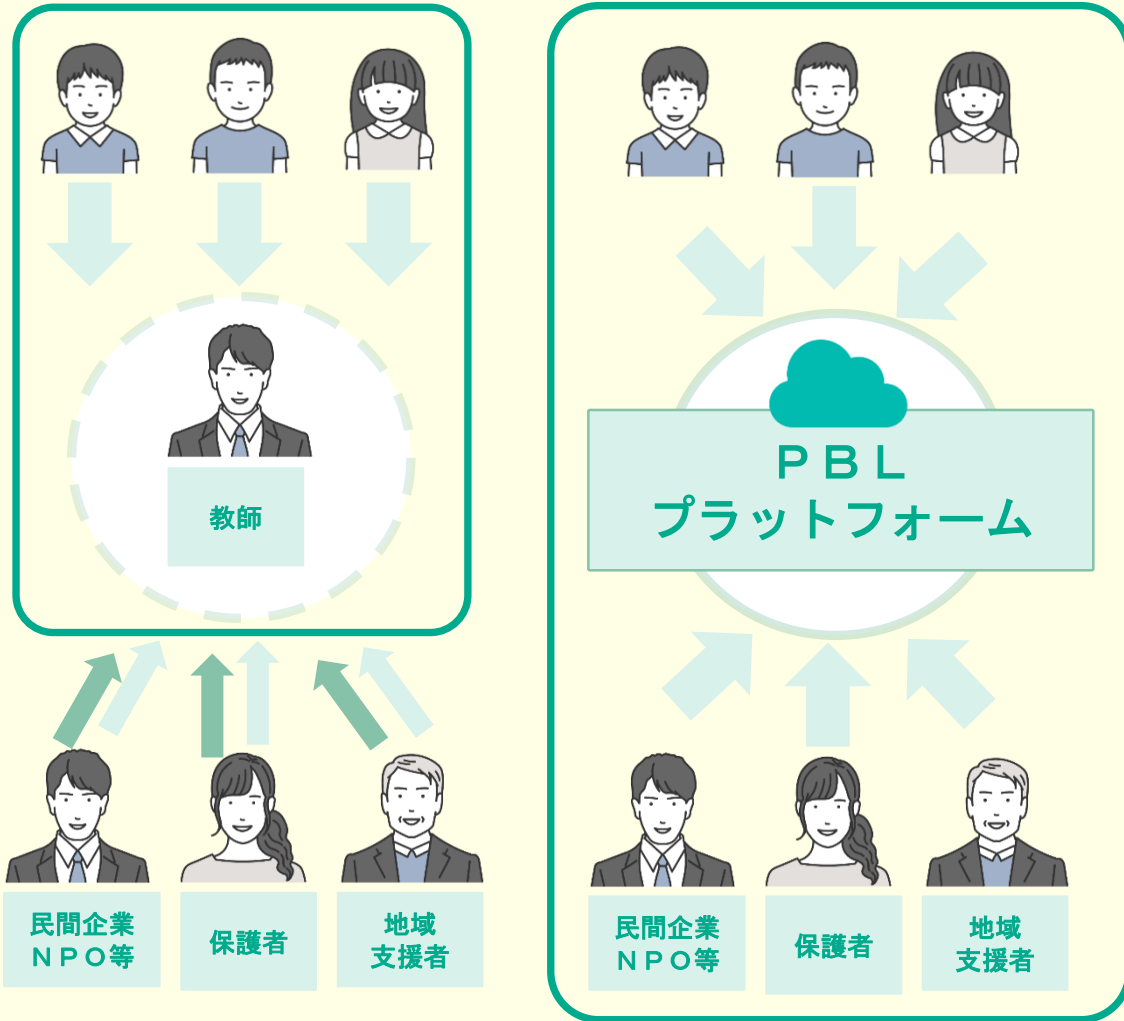 教師
民間企業
ＮＰＯ等
保護者
地域
支援者
ＰＢＬ
プラットフォーム
民間企業
ＮＰＯ等
保護者
地域
支援者